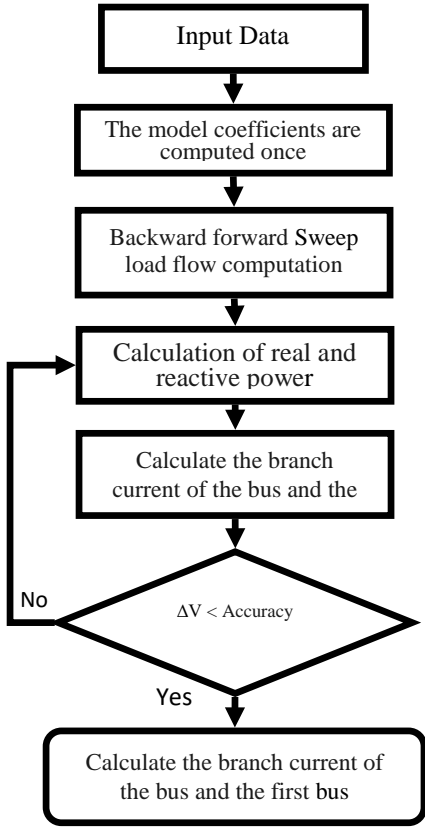 Input Data
The model coefficients are
computed once
Backward forward Sweep
load flow computation
Calculation of real and
reactive power
Calculate the branch
current of the bus and the
ΔV < Accuracy
No
Yes
Calculate the branch current of
the bus and the first bus